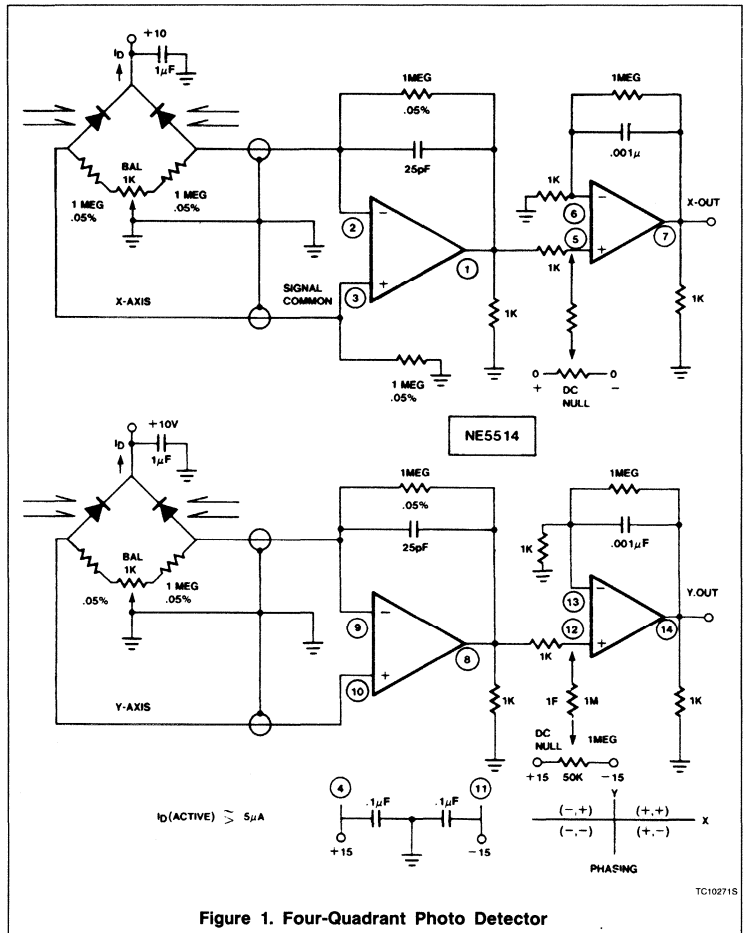 +10
ID
1μF
1MEG
.05%
1MEG
.001μ
BAL
1K
1 MEG
.05%
1 MEG
.05%
25pF
1K
6
−
X-OUT
2
−
5
+
7
1
1K
SIGNAL
COMMON
3
+
X-AXIS
1K
1K
1 MEG
.05%
0 0
+ DC −
NULL
NE5514
+10V
ID
1μF
1MEG
.05%
1MEG
.001μF
BAL
1K
1 MEG
.05%
.05%
25pF
1K
13
−
Y.OUT
9
−
12
+
14
8
1K
10
+
Y-AXIS
1K
1F 1M
1K
DC
NULL
1MEG
+15 50K −15
4
.1μF .1μF
11
+15 −15
ID(ACTIVE) ≥ 5μA
Y
(−,+) (+,+)
X
(−,−) (+,−)
PHASING
TC10271S
Figure 1. Four-Quadrant Photo Detector